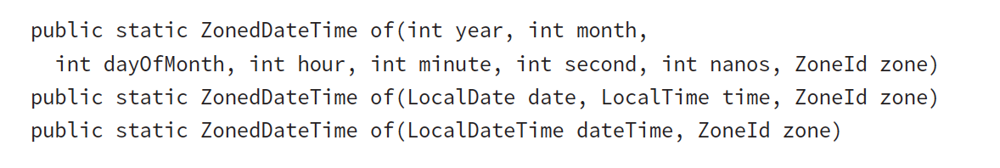 public static ZonedDateTime of(int year, int month,
  int dayOfMonth, int hour, int minute, int second, int nanos, ZoneId zone)
public static ZonedDateTime of(LocalDate date, LocalTime time, ZoneId zone)
public static ZonedDateTime of(LocalDateTime dateTime, ZoneId zone)